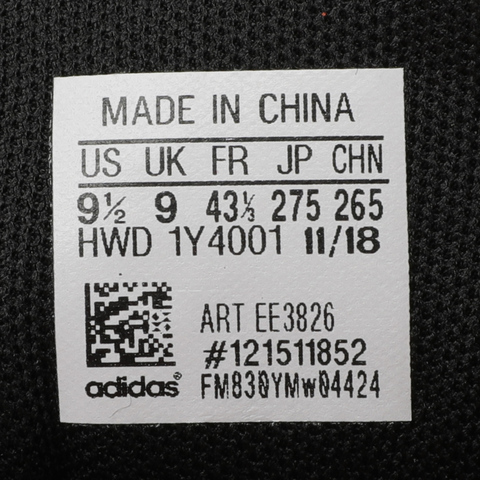 MADE IN CHINA
US UK FR JP CHN
9½ 9 43⅓ 275 265
HWD 1Y4001 11/18
ART EE3826
#121511852
adidas®
FM830YMw04424